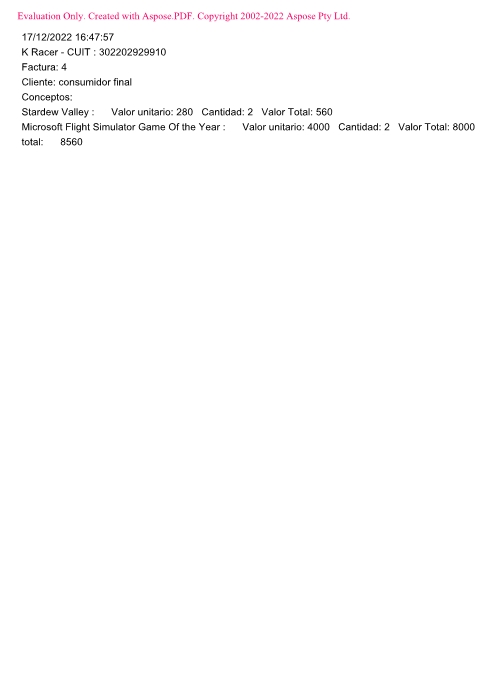 Evaluation Only. Created with Aspose.PDF. Copyright 2002-2022 Aspose Pty Ltd.
17/12/2022 16:47:57
K Racer - CUIT : 302202929910
Factura: 4
Cliente: consumidor final
Conceptos:
Stardew Valley : Valor unitario: 280 Cantidad: 2 Valor Total: 560
Microsoft Flight Simulator Game Of the Year : Valor unitario: 4000 Cantidad: 2 Valor Total: 8000
total: 8560